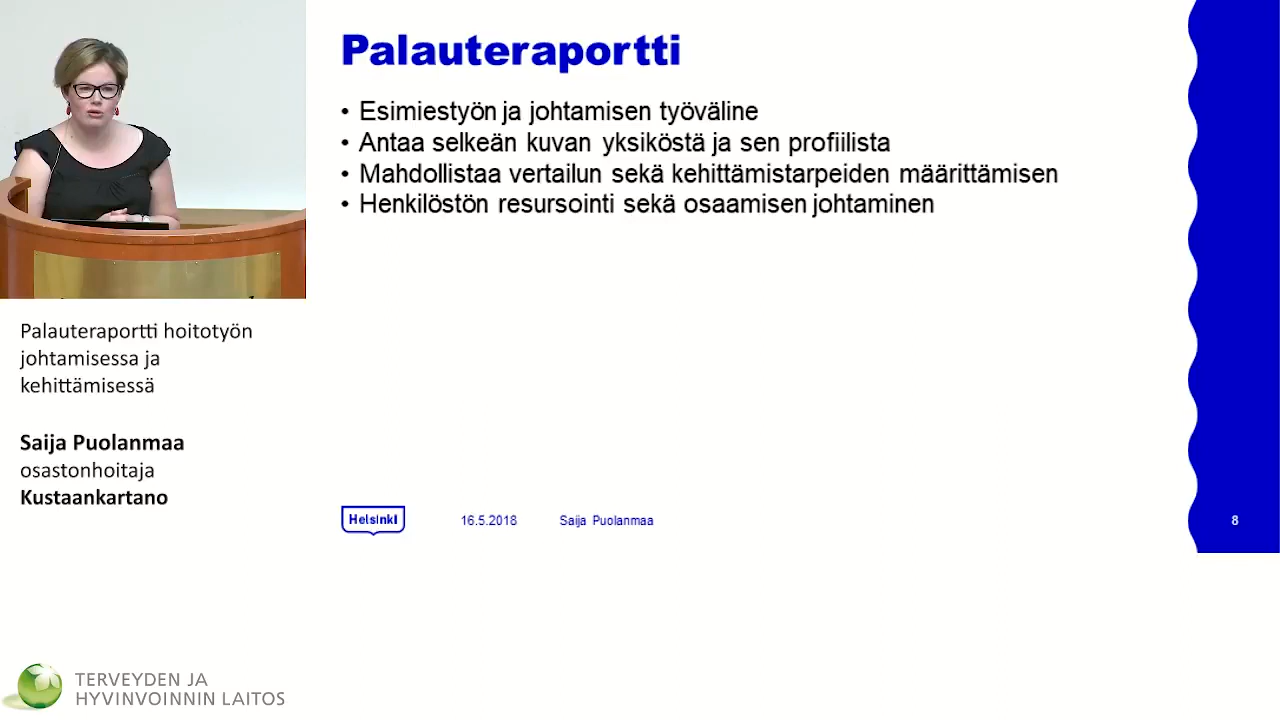 Palauteraportti
• Esimiestyön ja johtamisen työväline
• Antaa selkeän kuvan yksiköstä ja sen profiilista
• Mahdollistaa vertailun sekä kehittämistarpeiden määrittämisen
• Henkilöstön resursointi sekä osaamisen johtaminen
Helsinki
16.5.2018
Saija Puolanmaa
8
Palauteraportti hoitotyön
johtamisessa ja
kehittämisessä
Saija Puolanmaa
osastonhoitaja
Kustaankartano
TERVEYDEN JA
HYVINVOINNIN LAITOS